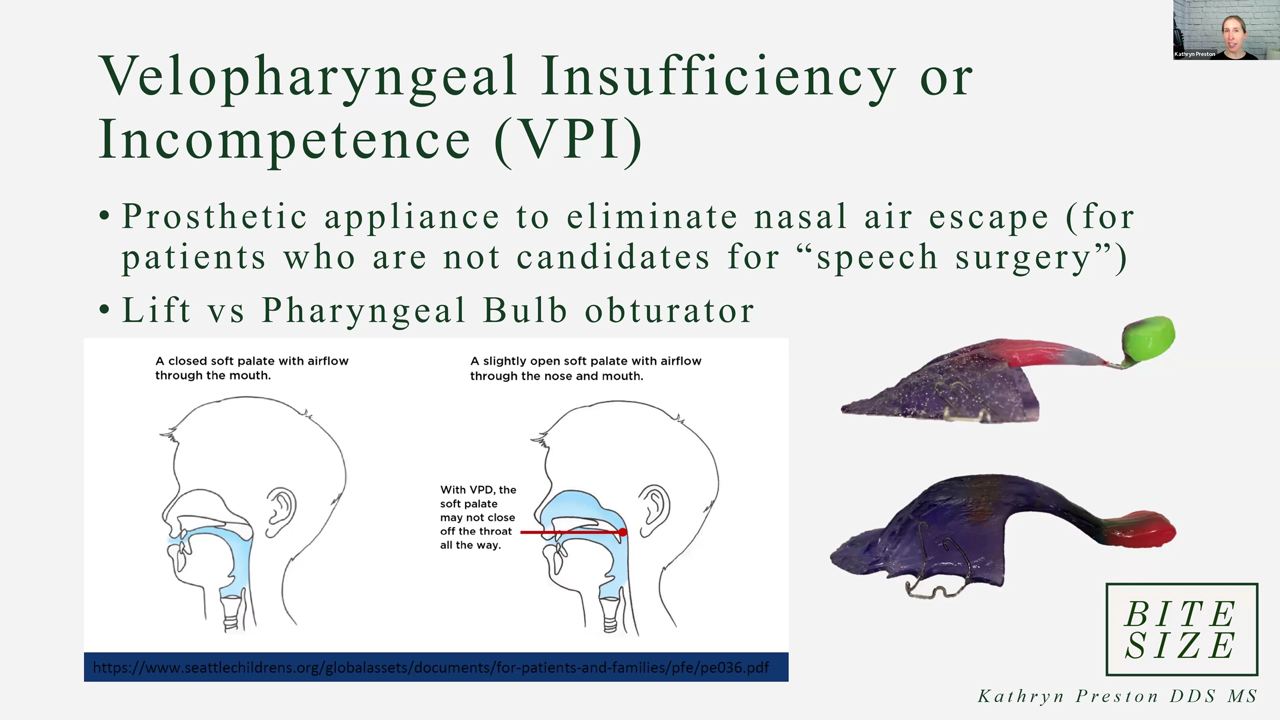 Kathryn Preston
Velopharyngeal Insufficiency or
Incompetence (VPI)
• Prosthetic appliance to eliminate nasal air escape (for
patients who are not candidates for “speech surgery”)
• Lift vs Pharyngeal Bulb obturator
A closed soft palate with airflow
through the mouth.
A slightly open soft palate with airflow
through the nose and mouth.
With VPD, the
soft palate
may not close
off the throat
all the way.
https://www.seattlechildrens.org/globalassets/documents/for-patients-and-families/pfe/pe036.pdf
BITE
SIZE
Kathryn Preston DDS MS